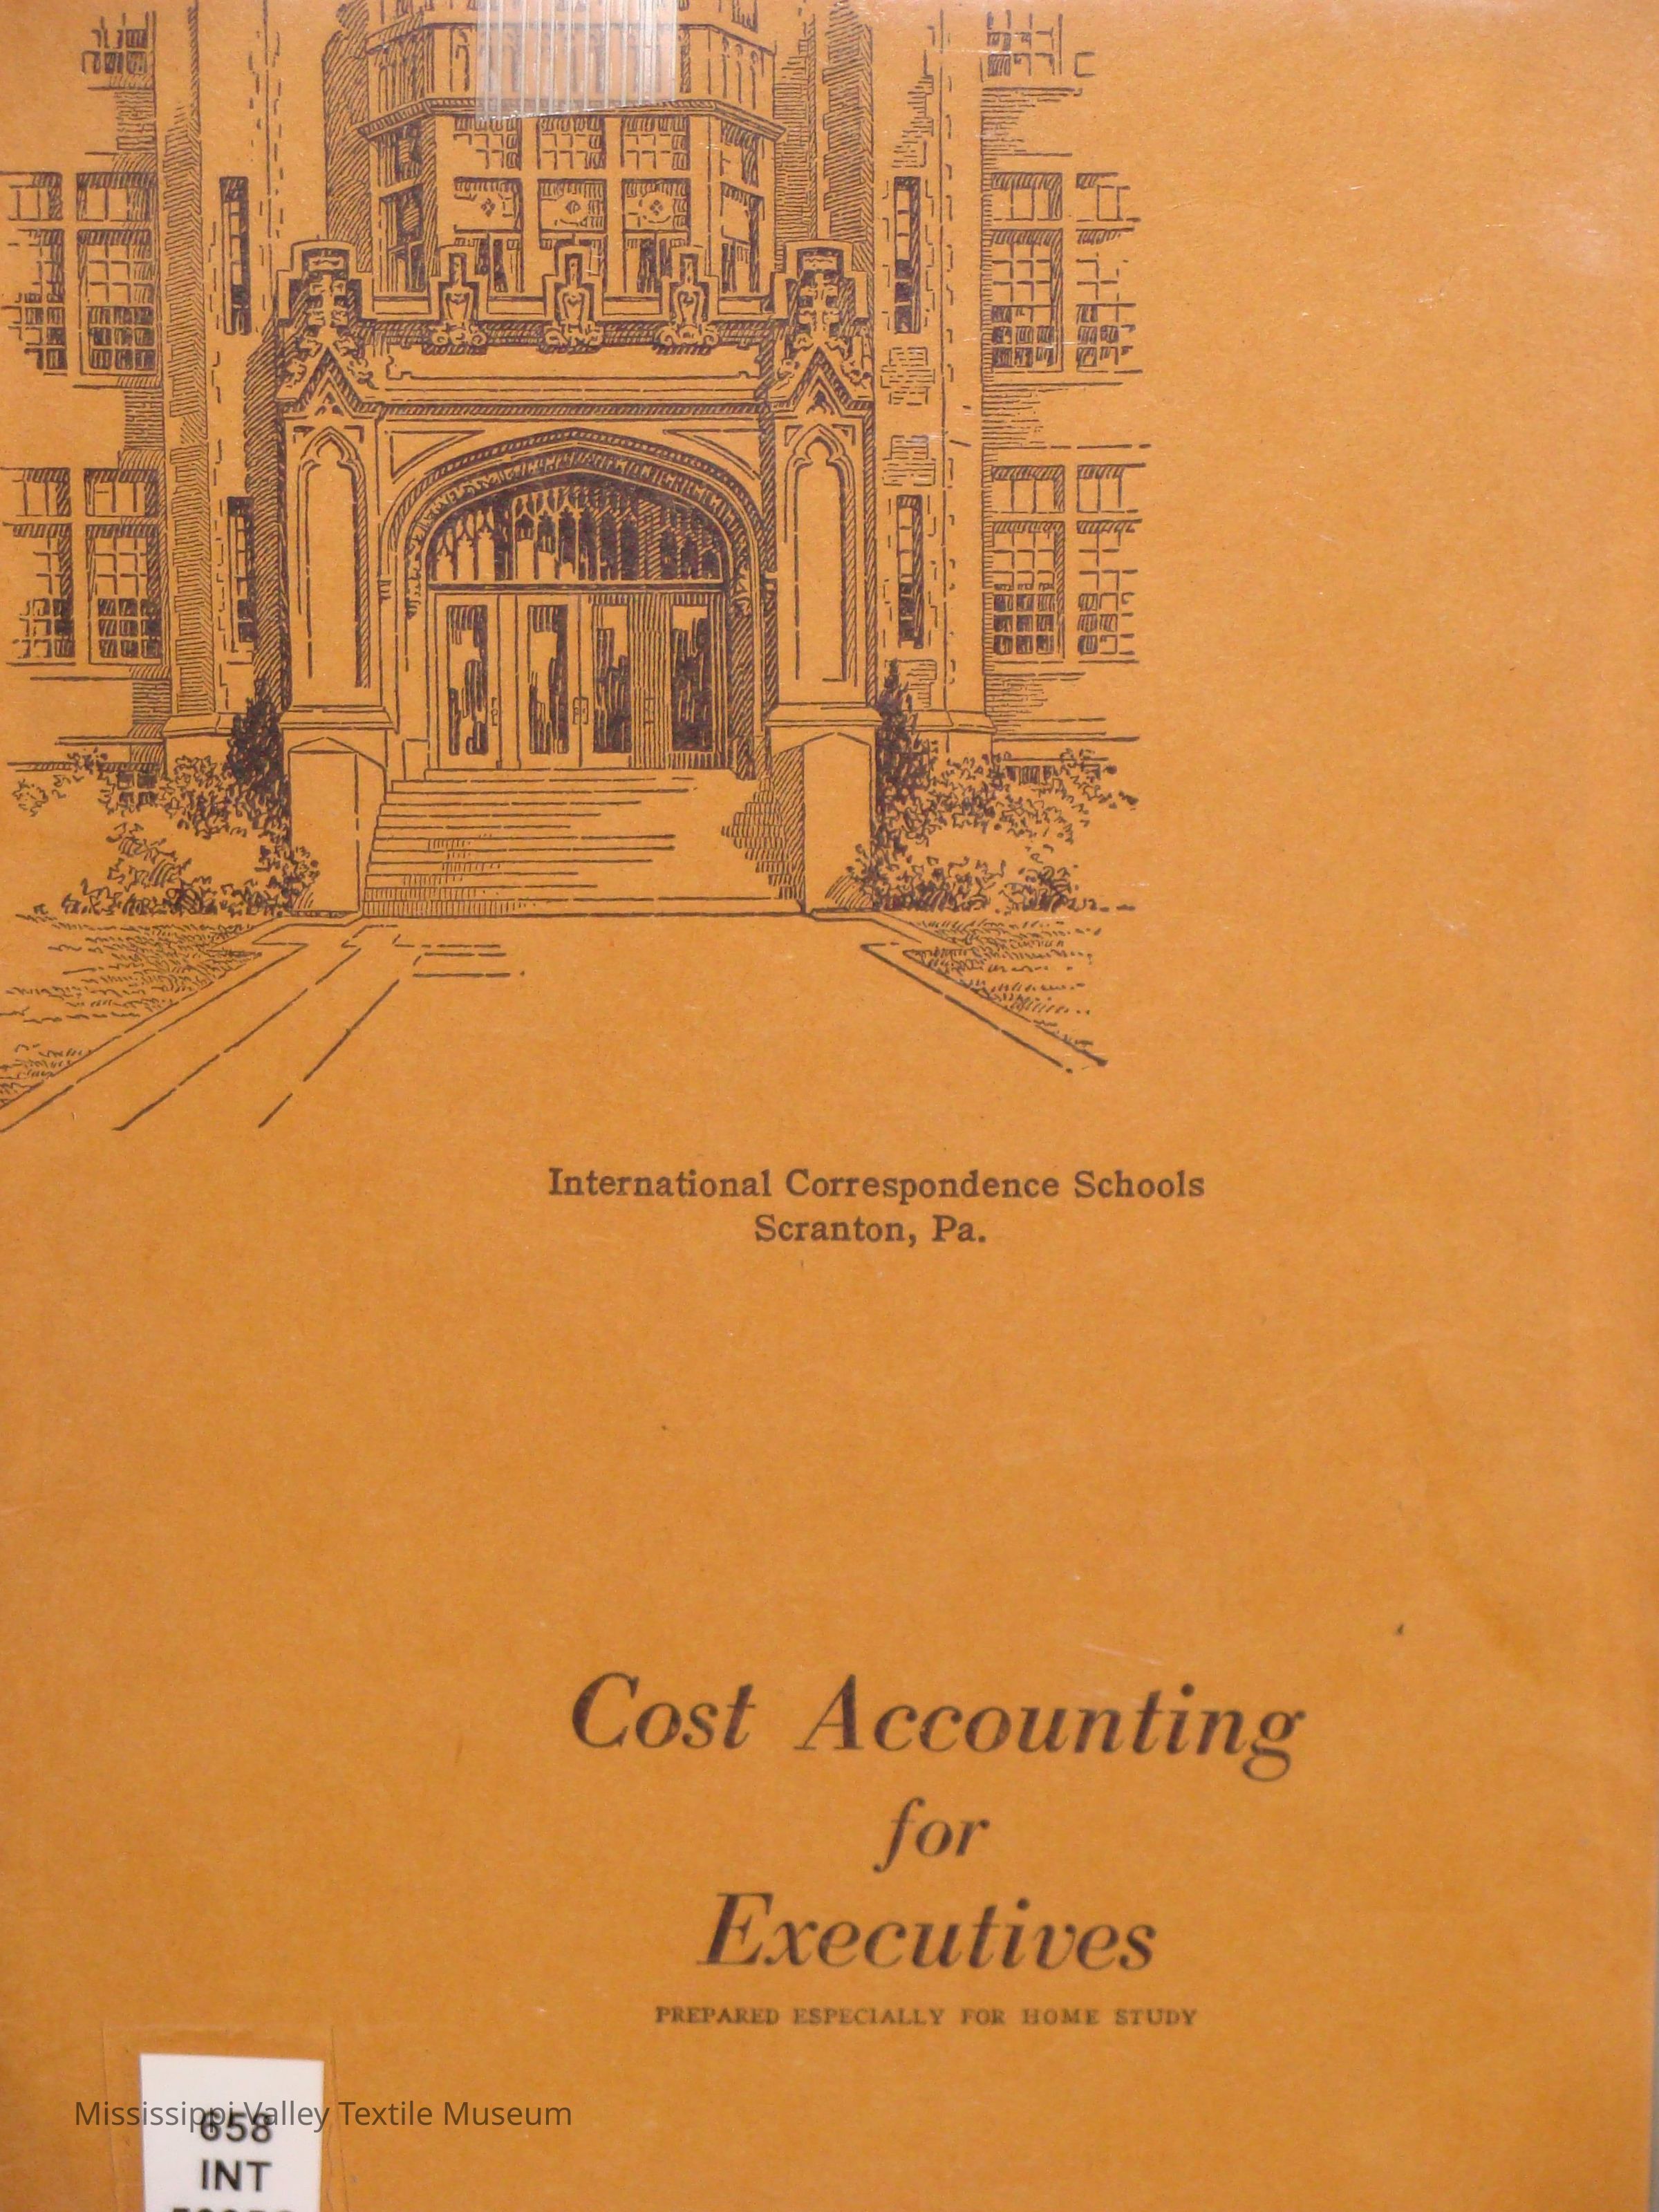 International Correspondence Schools
Scranton, Pa.
Cost Accounting
for
Executives
PREPARED ESPECIALLY FOR HOME STUDY
Mississippi Valley Textile Museum
658
INT